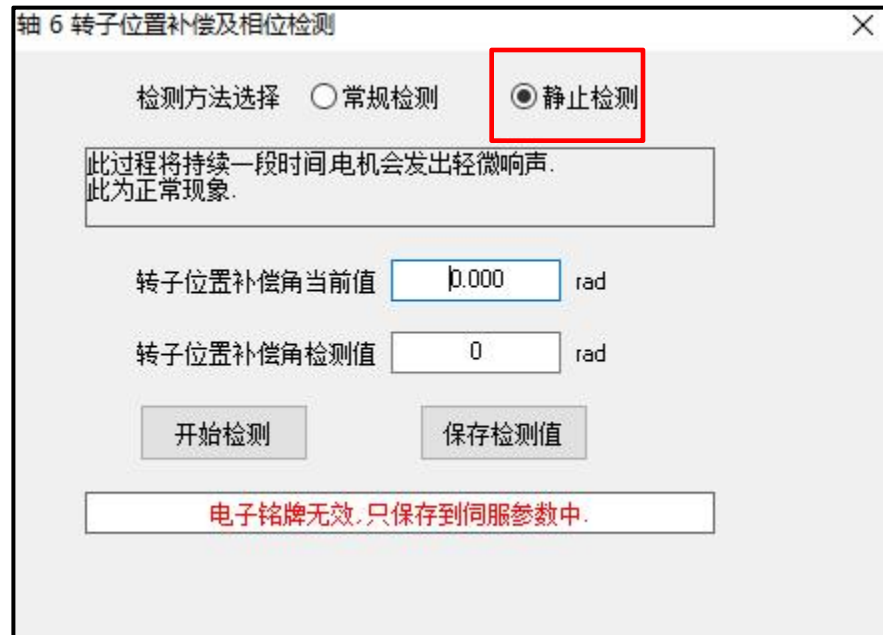 轴 6 转子位置补偿及相位检测
检测方法选择 常规检测 静止检测
此过程将持续一段时间,电机会发出轻微响声.
此为正常现象.
转子位置补偿角当前值 0.000 rad
转子位置补偿角检测值 0 rad
开始检测 保存检测值
电子铭牌无效,只保存到伺服参数中.